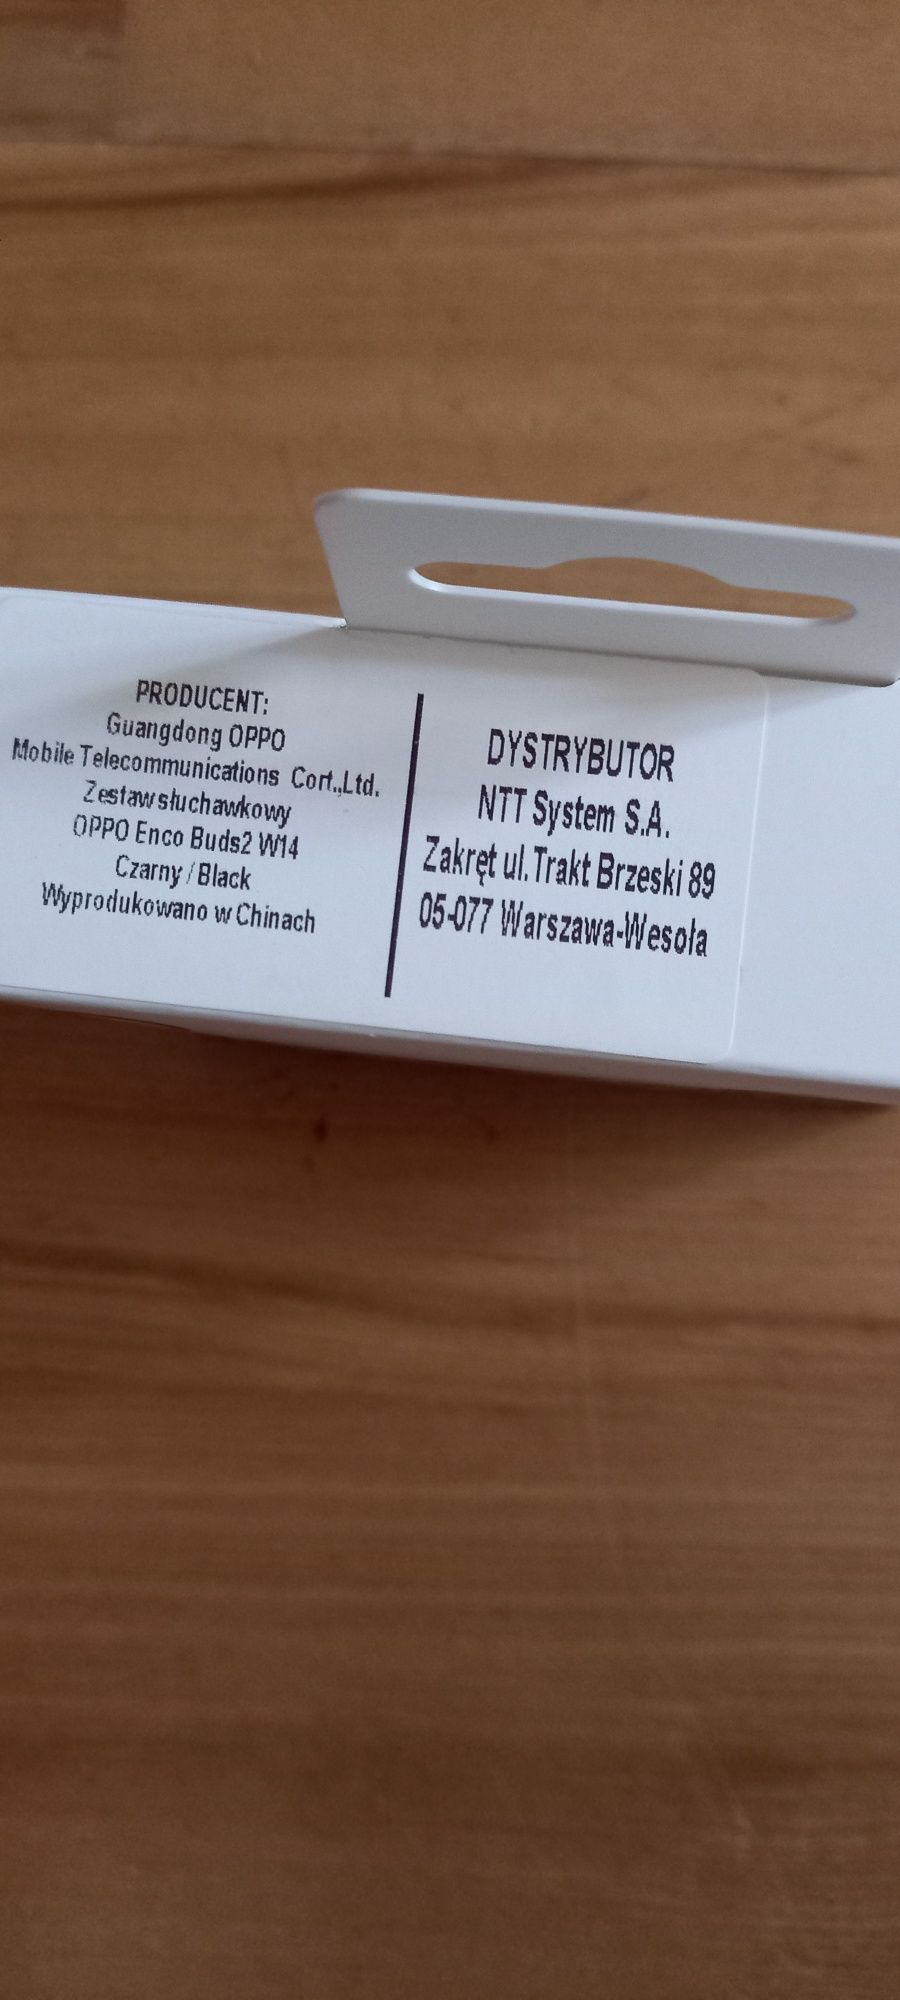 PRODUCENT:
Guangdong OPPO
Mobile Telecommunications Cort.,Ltd.
Zestaw słuchawkowy
OPPO Enco Buds2 W14
Czarny / Black
Wyprodukowano w Chinach
DYSTRYBUTOR
NTT System S.A.
Zakręt ul. Trakt Brzeski 89
05-077 Warszawa-Wesoła